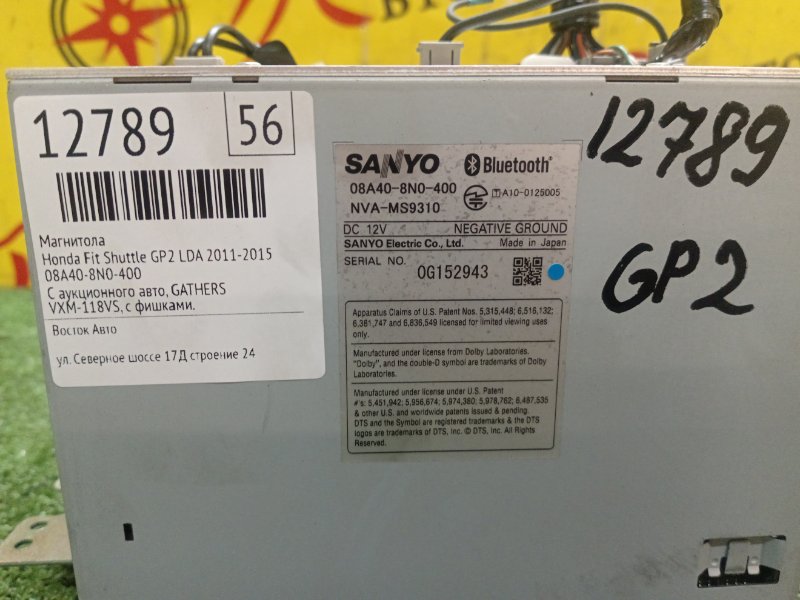 12789
56
Магнитола
Honda Fit Shuttle GP2 LDA 2011-2015
08A40-8N0-400
С аукционного авто, GATHERS
VXM-118VS, с фишками.
Восток Авто
ул. Северное шоссе 17Д строение 24
SANYO Bluetooth®
08A40-8N0-400
NVA-MS9310
A10-0125005
DC 12V NEGATIVE GROUND
SANYO Electric Co., Ltd. Made in Japan
SERIAL NO.
0G152943
Apparatus Claims of U.S. Patent Nos. 5,315,448; 6,516,132;
6,381,747 and 6,836,549 licensed for limited viewing uses
only.
Manufactured under license from Dolby Laboratories.
"Dolby", and the double-D symbol are trademarks of Dolby
Laboratories.
Manufactured under license under U.S. Patent
#'s: 5,451,942; 5,956,674; 5,974,380; 5,978,762; 6,487,535
& other U.S. and worldwide patents issued & pending.
DTS and the Symbol are registered trademarks & the DTS
logos are trademarks of DTS, Inc. © DTS, Inc. All Rights
Reserved.
12789
GP2